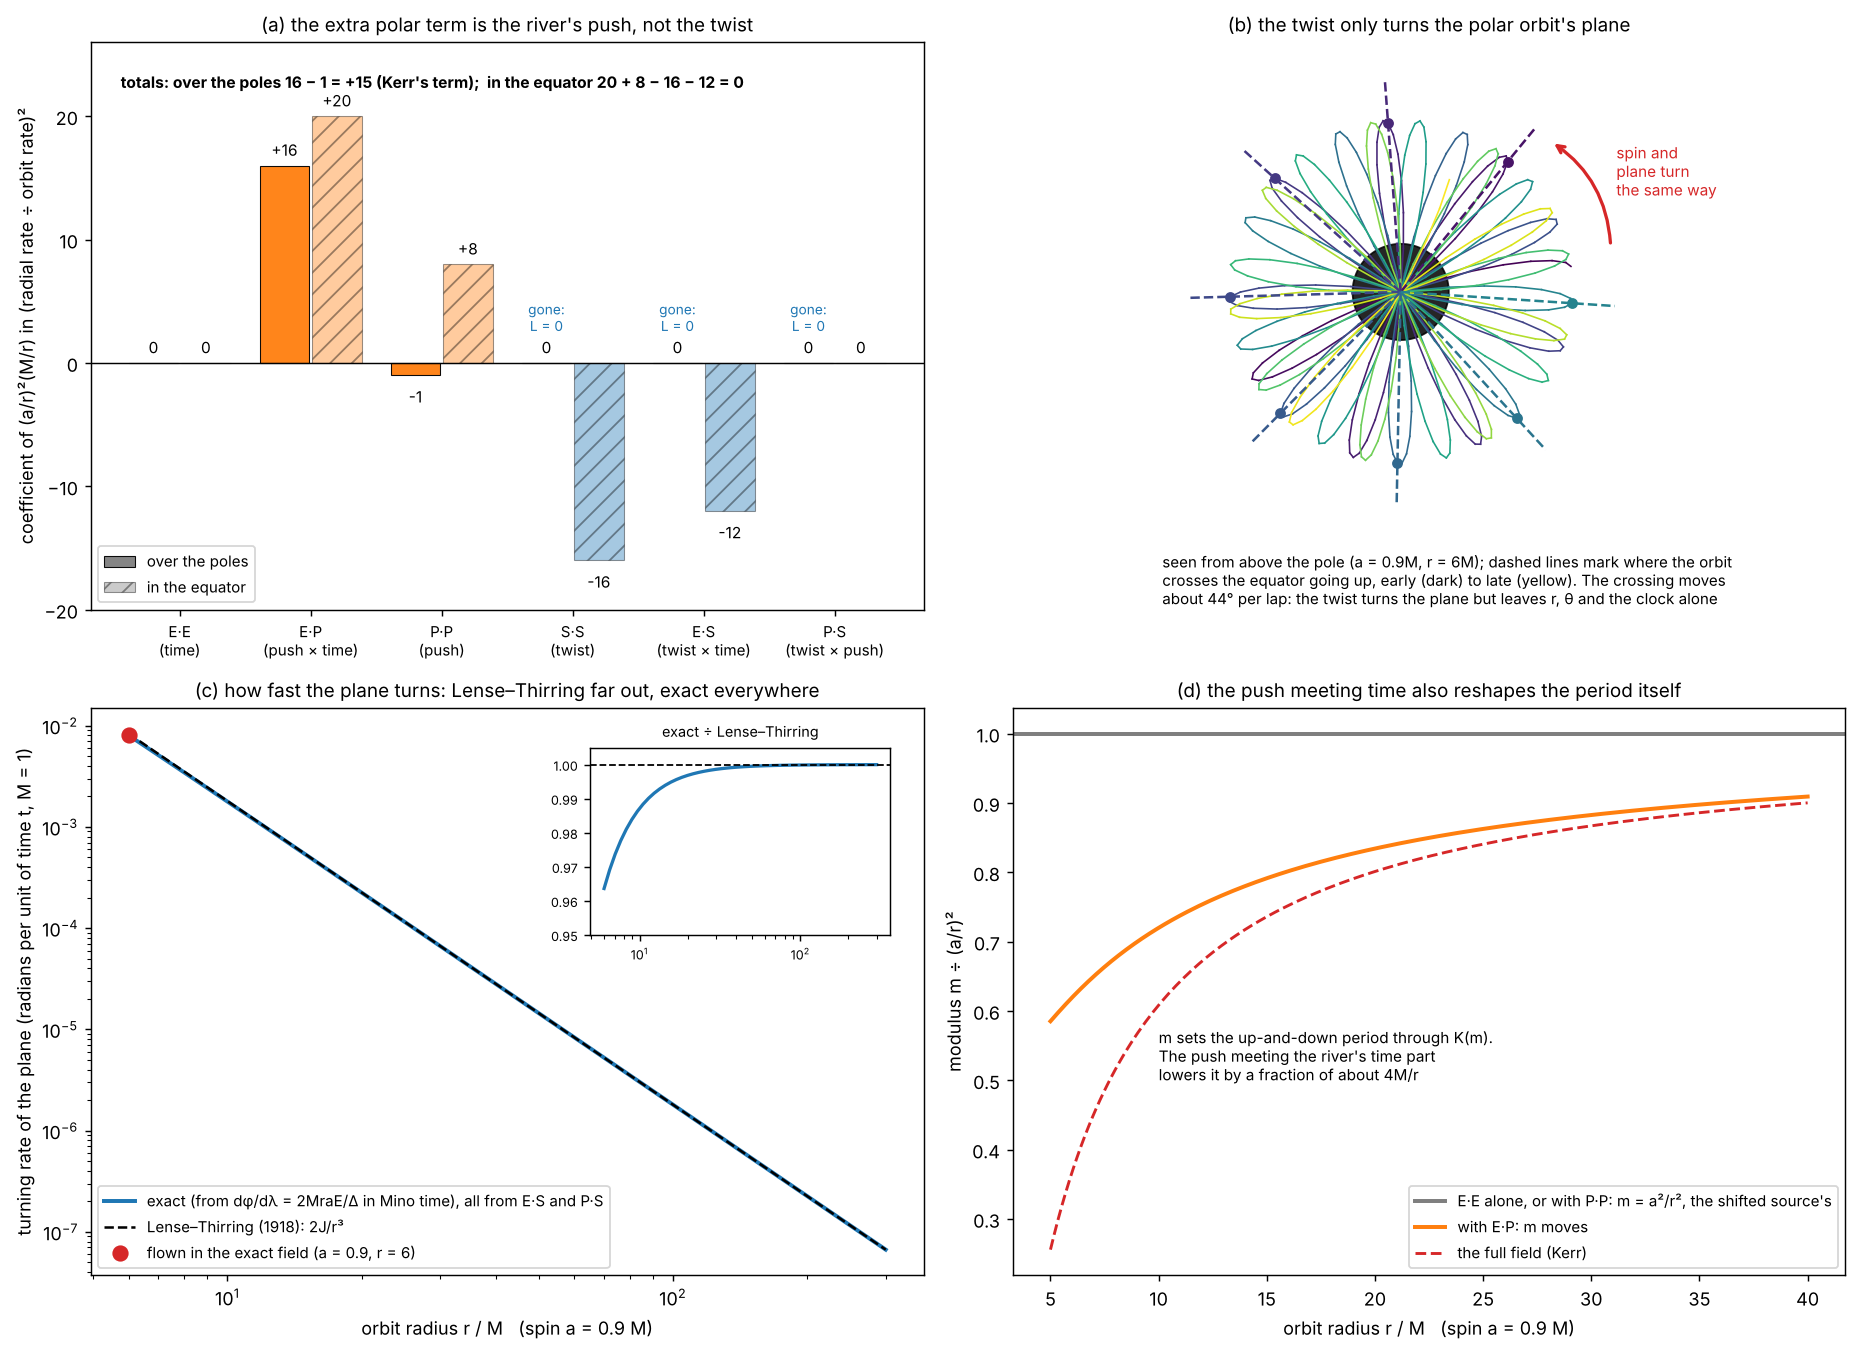 (a) the extra polar term is the river's push, not the twist
totals: over the poles 16 − 1 = +15 (Kerr's term);  in the equator 20 + 8 − 16 − 12 = 0
coefficient of (a/r)²(M/r) in (radial rate ÷ orbit rate)²
20
10
0
−10
−20
0
0
+16
+20
-1
+8
gone:
L = 0
0
-16
gone:
L = 0
0
-12
gone:
L = 0
0
0
over the poles
in the equator
E·E
(time)
E·P
(push × time)
P·P
(push)
S·S
(twist)
E·S
(twist × time)
P·S
(twist × push)
(b) the twist only turns the polar orbit's plane
spin and
plane turn
the same way
seen from above the pole (a = 0.9M, r = 6M); dashed lines mark where the orbit
crosses the equator going up, early (dark) to late (yellow). The crossing moves
about 44° per lap: the twist turns the plane but leaves r, θ and the clock alone
(c) how fast the plane turns: Lense–Thirring far out, exact everywhere
turning rate of the plane (radians per unit of time t, M = 1)
10⁻²
10⁻³
10⁻⁴
10⁻⁵
10⁻⁶
10⁻⁷
exact ÷ Lense–Thirring
1.00
0.99
0.98
0.97
0.96
0.95
10¹
10²
exact (from dφ/dλ = 2MraE/Δ in Mino time), all from E·S and P·S
Lense–Thirring (1918): 2J/r³
flown in the exact field (a = 0.9, r = 6)
10¹
10²
orbit radius r / M   (spin a = 0.9 M)
(d) the push meeting time also reshapes the period itself
modulus m ÷ (a/r)²
1.0
0.9
0.8
0.7
0.6
0.5
0.4
0.3
m sets the up-and-down period through K(m).
The push meeting the river's time part
lowers it by a fraction of about 4M/r
E·E alone, or with P·P: m = a²/r², the shifted source's
with E·P: m moves
the full field (Kerr)
5
10
15
20
25
30
35
40
orbit radius r / M   (spin a = 0.9 M)